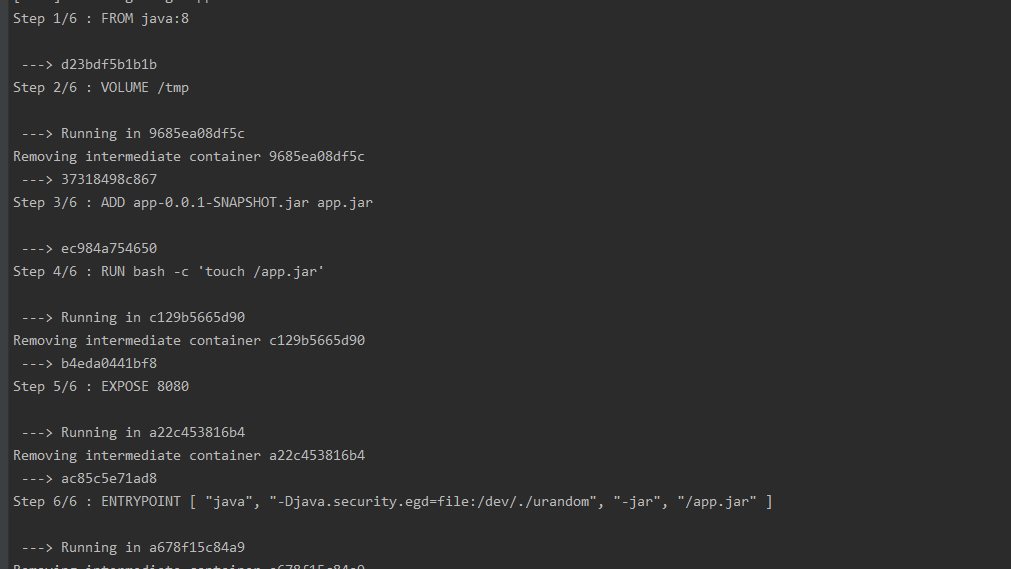 Step 1/6 : FROM java:8
---> d23bdf5b1b1b
Step 2/6 : VOLUME /tmp
---> Running in 9685ea08df5c
Removing intermediate container 9685ea08df5c
---> 37318498c867
Step 3/6 : ADD app-0.0.1-SNAPSHOT.jar app.jar
---> ec984a754650
Step 4/6 : RUN bash -c 'touch /app.jar'
---> Running in c129b5665d90
Removing intermediate container c129b5665d90
---> b4eda0441bf8
Step 5/6 : EXPOSE 8080
---> Running in a22c453816b4
Removing intermediate container a22c453816b4
---> ac85c5e71ad8
Step 6/6 : ENTRYPOINT [ "java", "-Djava.security.egd=file:/dev/./urandom", "-jar", "/app.jar" ]
---> Running in a678f15c84a9
Removing intermediate container a678f15c84a9